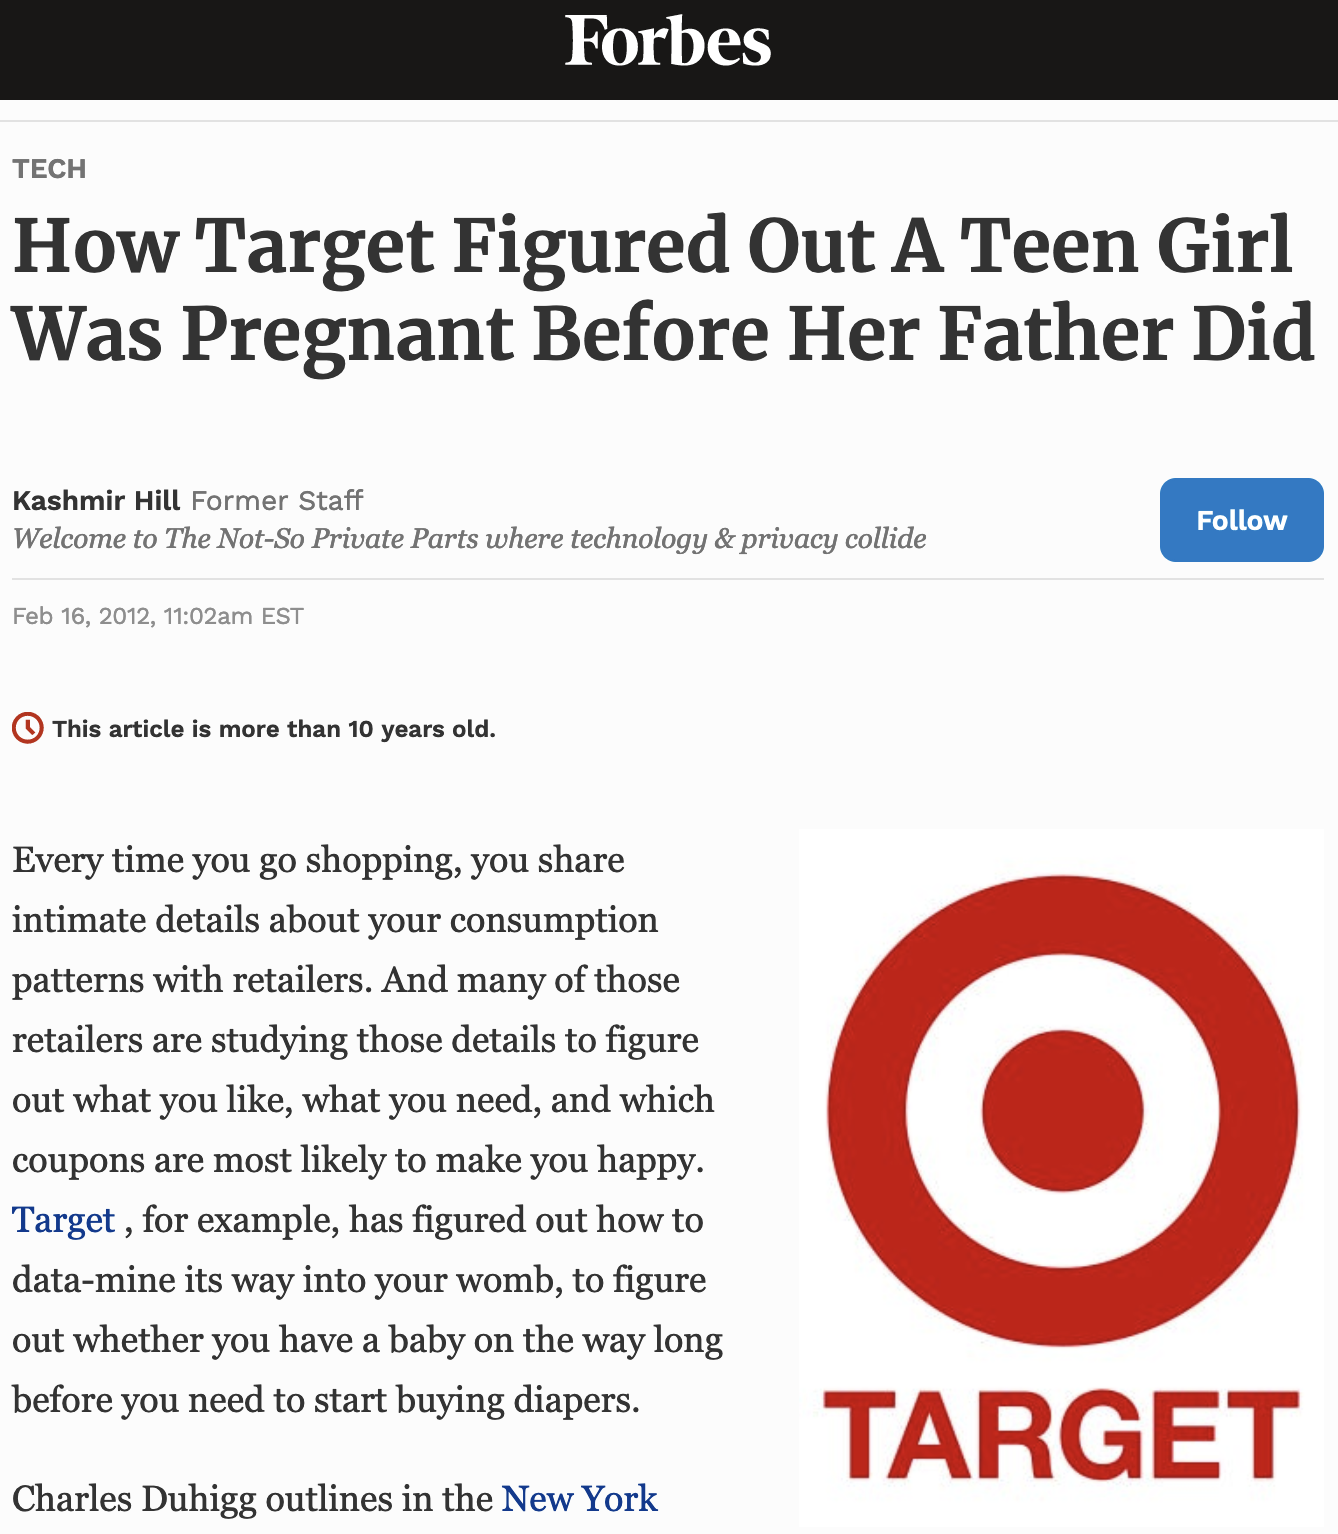 Forbes
TECH
How Target Figured Out A Teen Girl
Was Pregnant Before Her Father Did
Kashmir Hill Former Staff
Welcome to The Not-So Private Parts where technology & privacy collide
Follow
Feb 16, 2012, 11:02am EST
This article is more than 10 years old.
Every time you go shopping, you share
intimate details about your consumption
patterns with retailers. And many of those
retailers are studying those details to figure
out what you like, what you need, and which
coupons are most likely to make you happy.
Target , for example, has figured out how to
data-mine its way into your womb, to figure
out whether you have a baby on the way long
before you need to start buying diapers.
Charles Duhigg outlines in the New York
TARGET